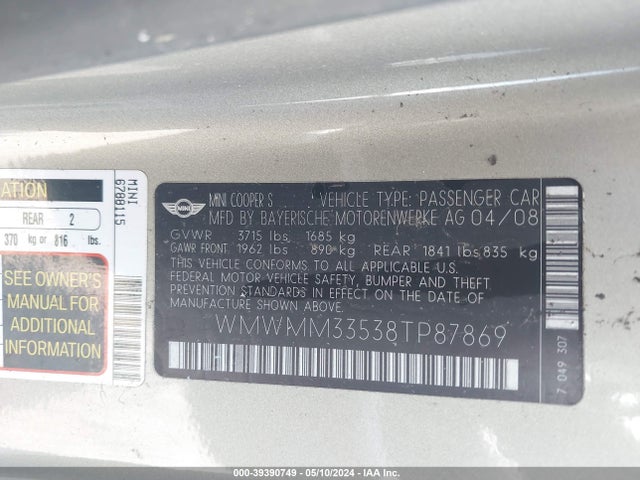 ATION
REAR 2
370 kg or 816 lbs.
SEE OWNER'S
MANUAL FOR
ADDITIONAL
INFORMATION
MINI
6788115
MINI
MINI COOPER S VEHICLE TYPE: PASSENGER CAR
MFD BY BAYERISCHE MOTORENWERKE AG 04/08
GVWR 3715 lbs 1685 kg
GAWR FRONT 1962 lbs 890 kg REAR 1841 lbs 835 kg
THIS VEHICLE CONFORMS TO ALL APPLICABLE U.S.
FEDERAL MOTOR VEHICLE SAFETY, BUMPER AND THEFT
PREVENTION STANDARDS IN EFFECT ON THE DATE OF
MANUFACTURE SHOWN ABOVE.
WMWMM33538TP87869
7 049 307
000-39390749 - 05/10/2024 - IAA Inc.